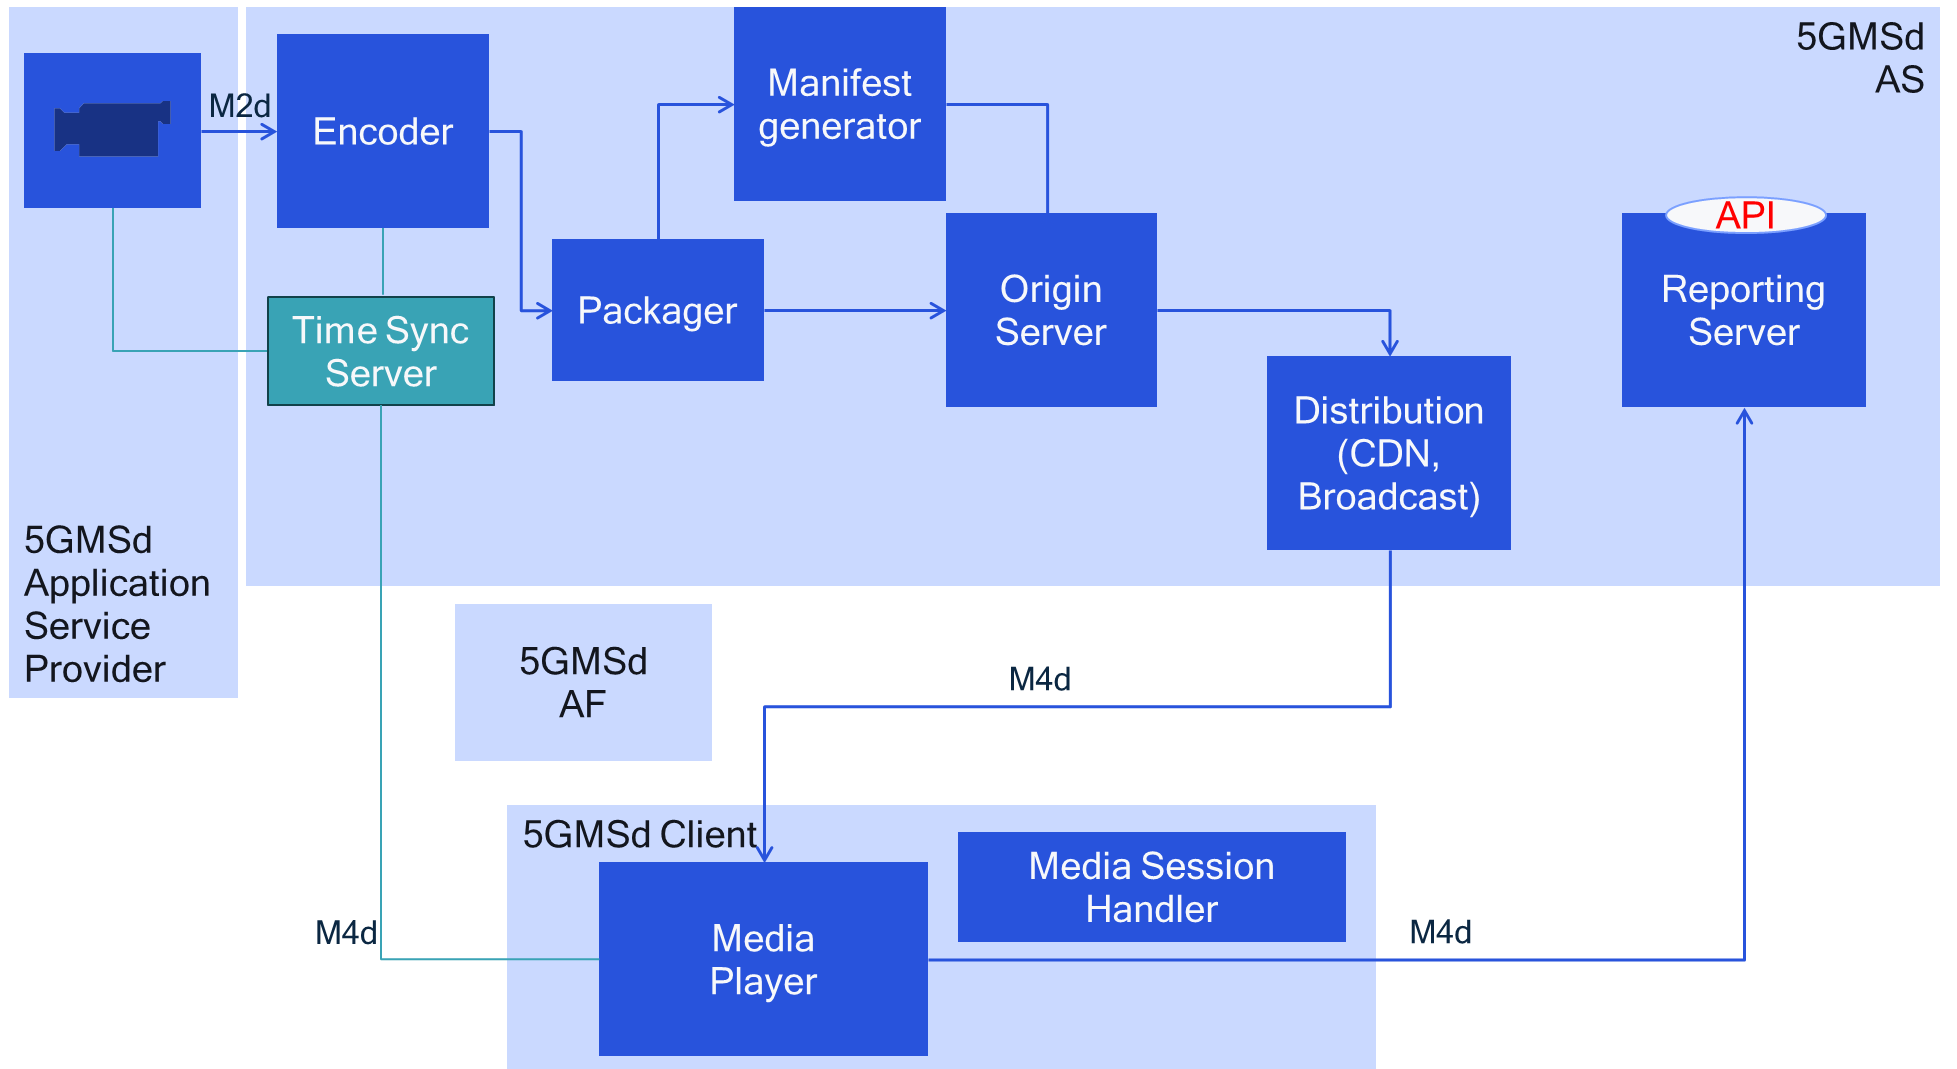 5GMSd
AS
Manifest
generator
M2d
Encoder
API
Origin
Server
Reporting
Server
Packager
Time Sync
Server
Distribution
(CDN,
Broadcast)
5GMSd
Application
Service
Provider
5GMSd
AF
M4d
5GMSd Client
Media Session
Handler
M4d
M4d
Media
Player